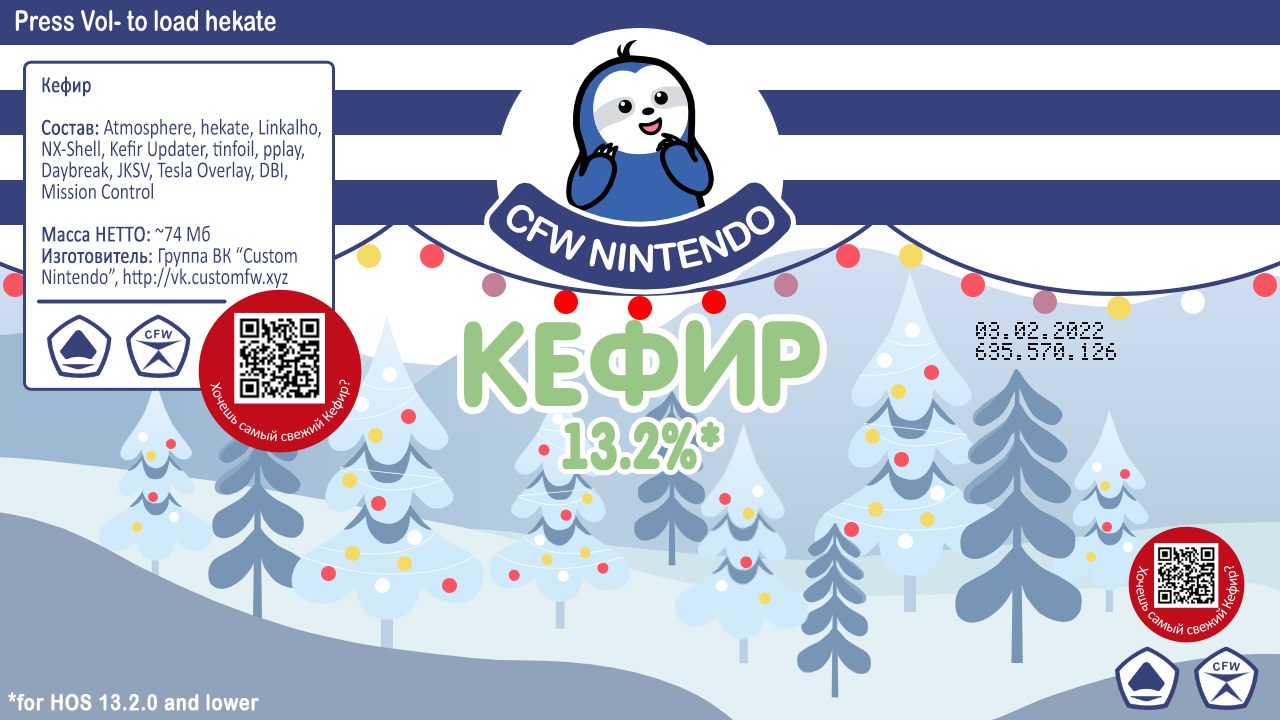 Press Vol- to load hekate
Кефир
Состав: Atmosphere, hekate, Linkalho,
NX-Shell, Kefir Updater, tinfoil, pplay,
Daybreak, JKSV, Tesla Overlay, DBI,
Mission Control
Масса НЕТТО: ~74 Мб
Изготовитель: Группа ВК “Custom
Nintendo”, http://vk.customfw.xyz
CFW
Хочешь самый свежий Кефир?
CFW NINTENDO
КЕФИР
13.2%*
03.02.2022
635.570.126
Хочешь самый свежий Кефир?
CFW
*for HOS 13.2.0 and lower